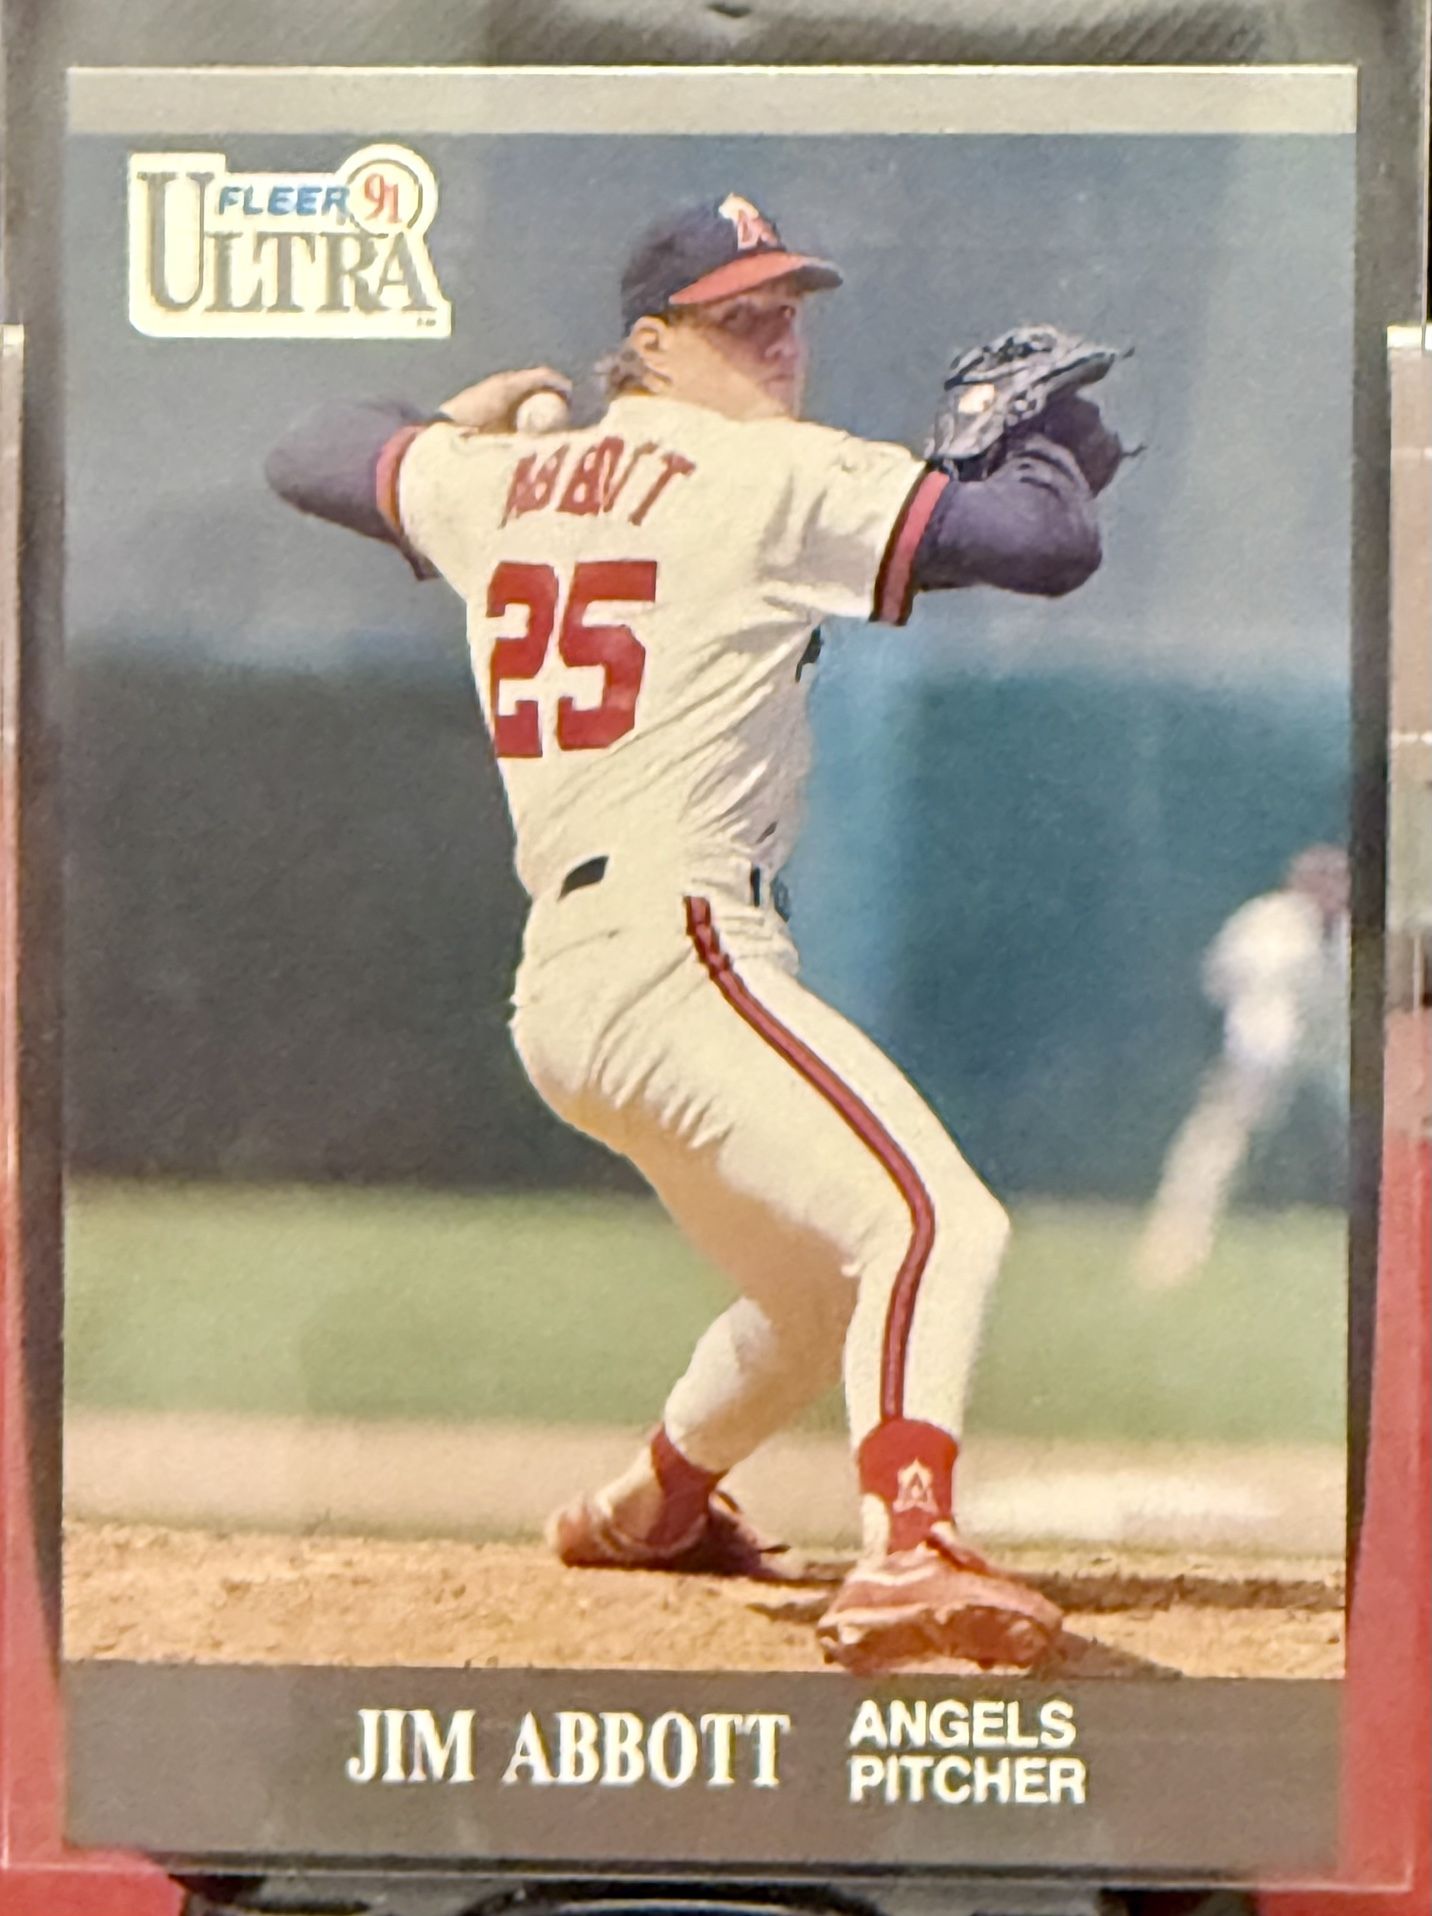 FLEER 91
ULTRA
ABBOTT
25
JIM ABBOTT
ANGELS
PITCHER